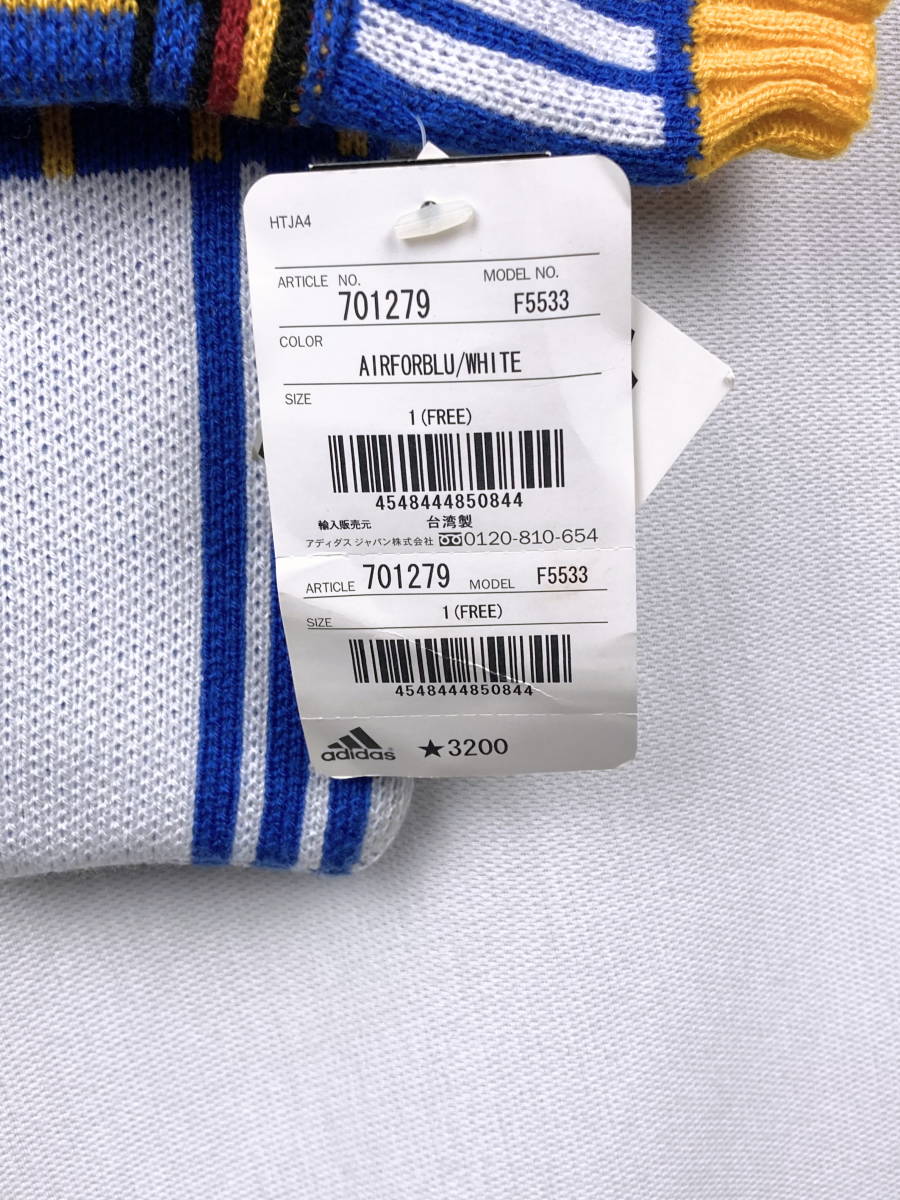 HTJA4
ARTICLE NO. MODEL NO.
701279 F5533
COLOR
AIRFORBLU/WHITE
SIZE
1(FREE)
4548444850844
輸入販売元 台湾製
アディダス ジャパン株式会社 0120-810-654
ARTICLE 701279 MODEL F5533
SIZE 1(FREE)
4548444850844
adidas ★3200